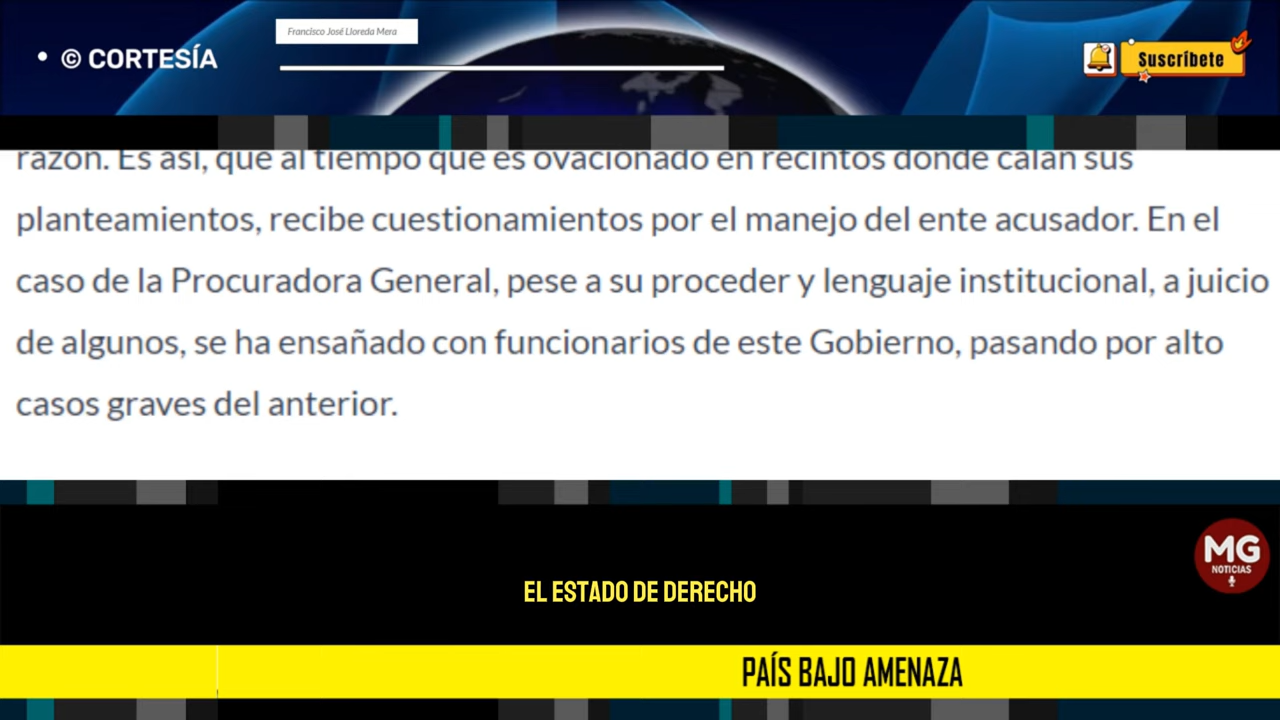 Francisco José Lloreda Mera
• © CORTESÍA
Suscríbete
razón. Es así, que al tiempo que es ovacionado en recintos donde calan sus
planteamientos, recibe cuestionamientos por el manejo del ente acusador. En el
caso de la Procuradora General, pese a su proceder y lenguaje institucional, a juicio
de algunos, se ha ensañado con funcionarios de este Gobierno, pasando por alto
casos graves del anterior.
MG
NOTICIAS
EL ESTADO DE DERECHO
PAÍS BAJO AMENAZA